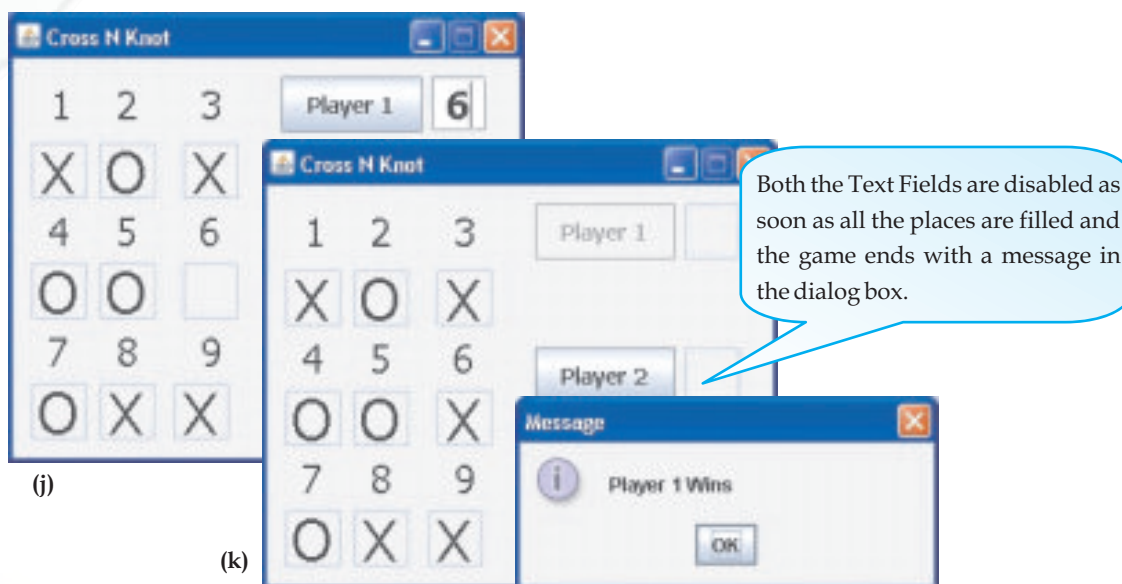 Cross N Knot
1 2 3 Player 1 6
X O X
4 5 6
O O
7 8 9
O X X
(j)
Cross N Knot
1 2 3 Player 1
X O X
4 5 6 Player 2
O O X
7 8 9
O X X
(k)
Message
Player 1 Wins
OK
Both the Text Fields are disabled as
soon as all the places are filled and
the game ends with a message in
the dialog box.